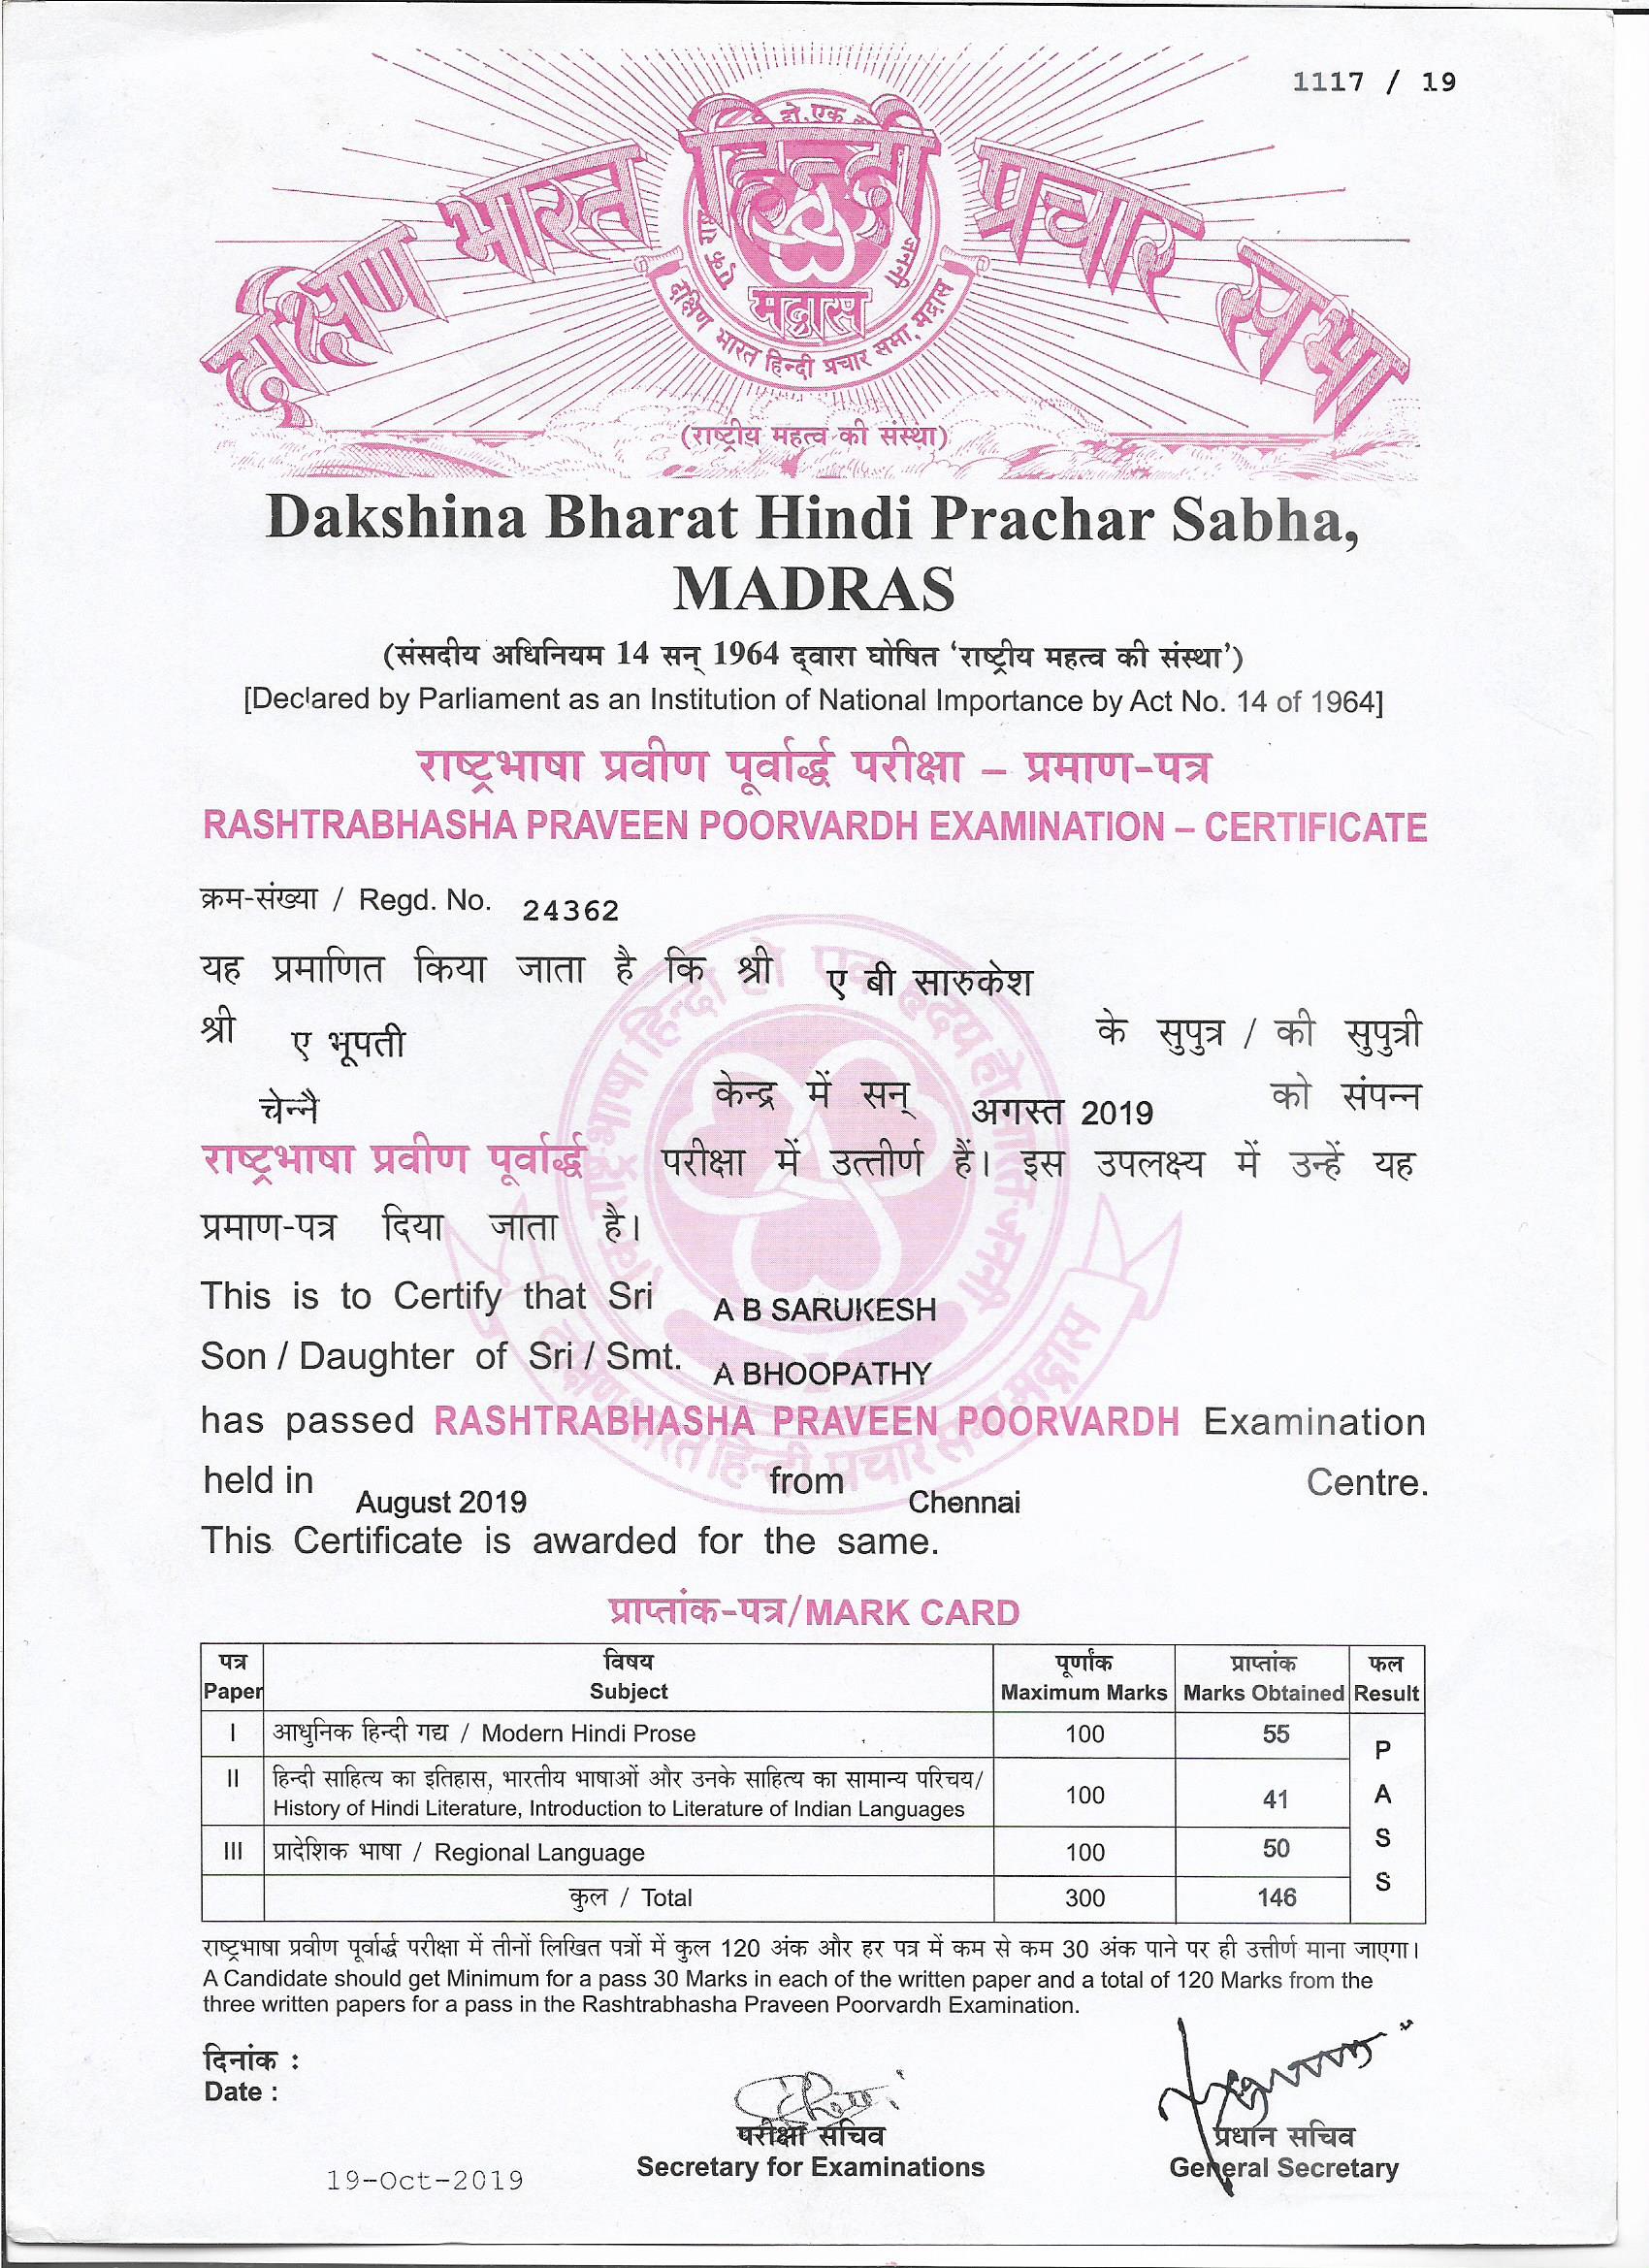 1117 / 19
दक्षिण भारत हिन्दी प्रचार सभा
मद्रास
दक्षिण भारत हिन्दी प्रचार सभा, मद्रास
(राष्ट्रीय महत्व की संस्था)
Dakshina Bharat Hindi Prachar Sabha,
MADRAS
(संसदीय अधिनियम 14 सन् 1964 द्वारा घोषित ‘राष्ट्रीय महत्व की संस्था’)
[Declared by Parliament as an Institution of National Importance by Act No. 14 of 1964]
राष्ट्रभाषा प्रवीण पूर्वार्द्ध परीक्षा – प्रमाण-पत्र
RASHTRABHASHA PRAVEEN POORVARDH EXAMINATION – CERTIFICATE
क्रम-संख्या / Regd. No. 24362
यह प्रमाणित किया जाता है कि श्री ए बी सारुकेश
श्री ए भूपती के सुपुत्र / की सुपुत्री
चेन्नै केन्द्र में सन् अगस्त 2019 को संपन्न
राष्ट्रभाषा प्रवीण पूर्वार्द्ध परीक्षा में उत्तीर्ण हैं। इस उपलक्ष्य में उन्हें यह
प्रमाण-पत्र दिया जाता है।
This is to Certify that Sri A B SARUKESH
Son / Daughter of Sri / Smt. A BHOOPATHY
has passed RASHTRABHASHA PRAVEEN POORVARDH Examination
held in August 2019 from Chennai Centre.
This Certificate is awarded for the same.
प्राप्तांक-पत्र/MARK CARD
पत्र विषय पूर्णांक प्राप्तांक फल
Paper Subject Maximum Marks Marks Obtained Result
I आधुनिक हिन्दी गद्य / Modern Hindi Prose 100 55 P
II हिन्दी साहित्य का इतिहास, भारतीय भाषाओं और उनके साहित्य का सामान्य परिचय/
History of Hindi Literature, Introduction to Literature of Indian Languages 100 41 A
III प्रादेशिक भाषा / Regional Language 100 50 S
कुल / Total 300 146 S
राष्ट्रभाषा प्रवीण पूर्वार्द्ध परीक्षा में तीनों लिखित पत्रों में कुल 120 अंक और हर पत्र में कम से कम 30 अंक पाने पर ही उत्तीर्ण माना जाएगा।
A Candidate should get Minimum for a pass 30 Marks in each of the written paper and a total of 120 Marks from the
three written papers for a pass in the Rashtrabhasha Praveen Poorvardh Examination.
दिनांक :
Date :
19-Oct-2019
परीक्षा सचिव
Secretary for Examinations
प्रधान सचिव
General Secretary